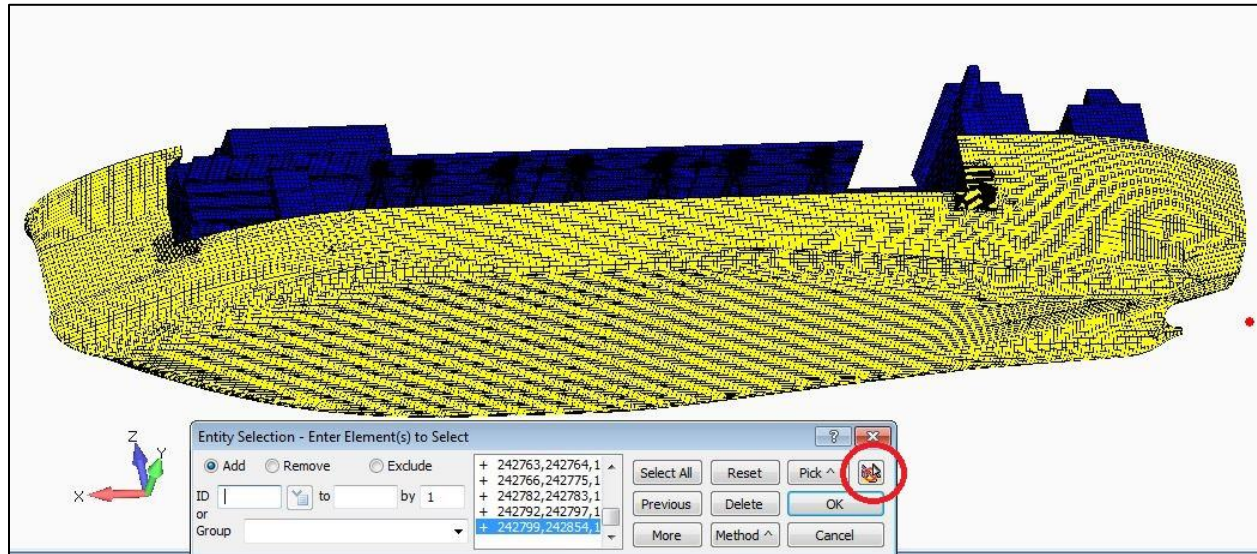 Z
Y
X
Entity Selection - Enter Element(s) to Select
?
Add Remove Exclude
ID to by 1
or
Group
+ 242763,242764,1
+ 242766,242775,1
+ 242782,242783,1
+ 242792,242797,1
+ 242799,242854,1
Select All Reset Pick ^
Previous Delete OK
More Method ^ Cancel